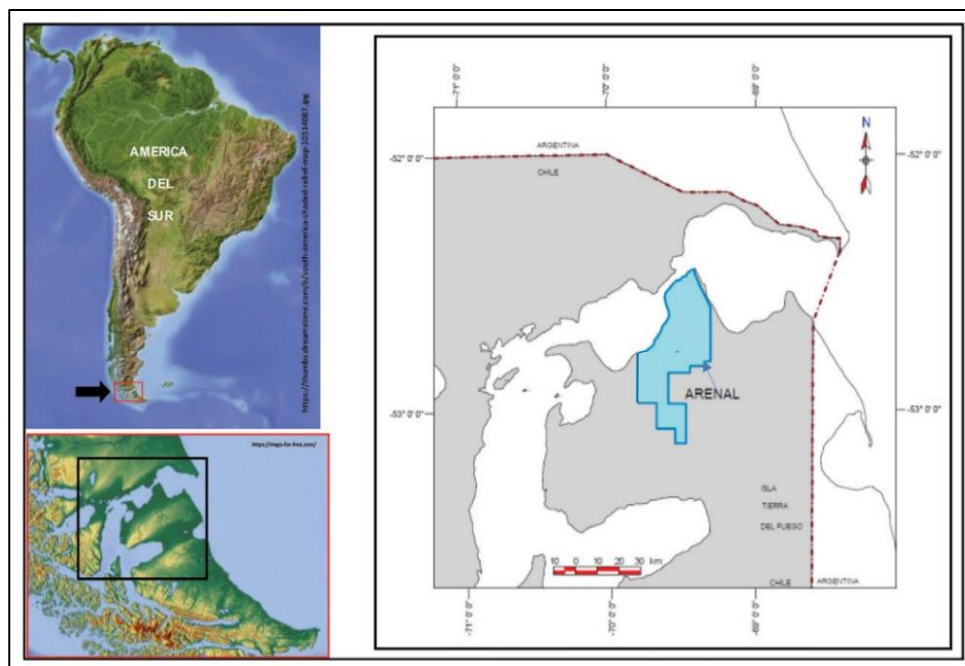 AMERICA
DEL
SUR
https://thumbs.dreamstime.com/b/south-america-shaded-relief-map-10514087.jpg
https://maps-for-free.com/
-71°0'0"
-70°0'0"
-69°0'0"
N
ARGENTINA
CHILE
-52°0'0"
-52°0'0"
ARENAL
-53°0'0"
-53°0'0"
ISLA
TIERRA
DEL FUEGO
10 0 10 20 30 km
CHILE
ARGENTINA
-71°0'0"
-70°0'0"
-69°0'0"